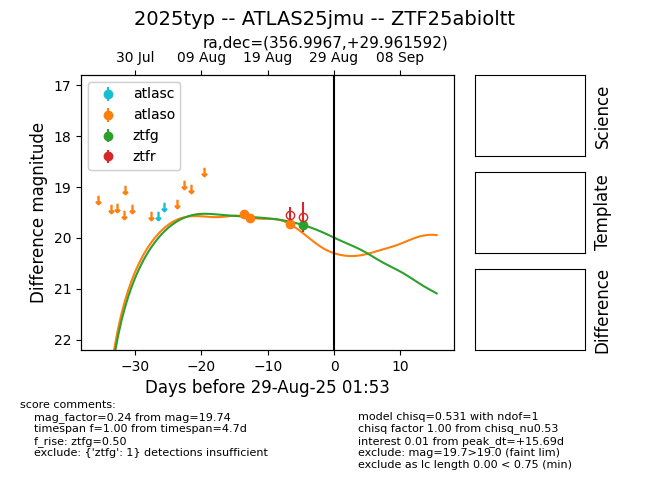 2025typ -- ATLAS25jmu -- ZTF25abioltt
ra,dec=(356.9967,+29.961592)
30 Jul 09 Aug 19 Aug 29 Aug 08 Sep
atlasc
atlaso
ztfg
ztfr
17
18
19
20
21
22
Difference magnitude
−30 −20 −10 0 10
Days before 29-Aug-25 01:53
Science
Template
Difference
score comments:
mag_factor=0.24 from mag=19.74
timespan f=1.00 from timespan=4.7d
f_rise: ztfg=0.50
exclude: {'ztfg': 1} detections insufficient
model chisq=0.531 with ndof=1
chisq factor 1.00 from chisq_nu0.53
interest 0.01 from peak_dt=+15.69d
exclude: mag=19.7>19.0 (faint lim)
exclude as lc length 0.00 < 0.75 (min)